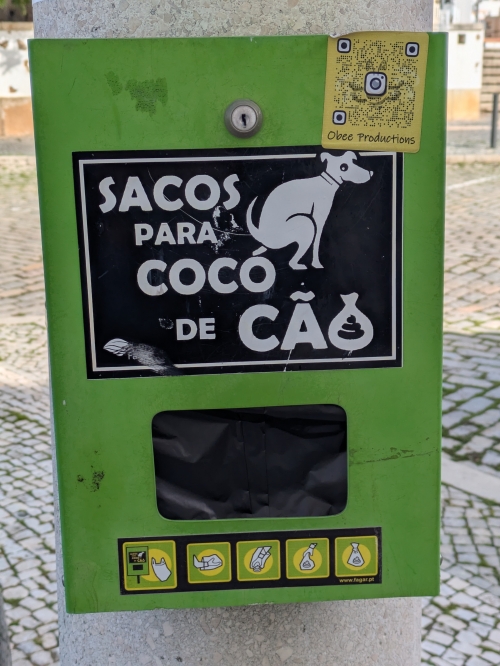 Obee Productions
SACOS
PARA
COCÓ
DE CÃO
www.fegar.pt